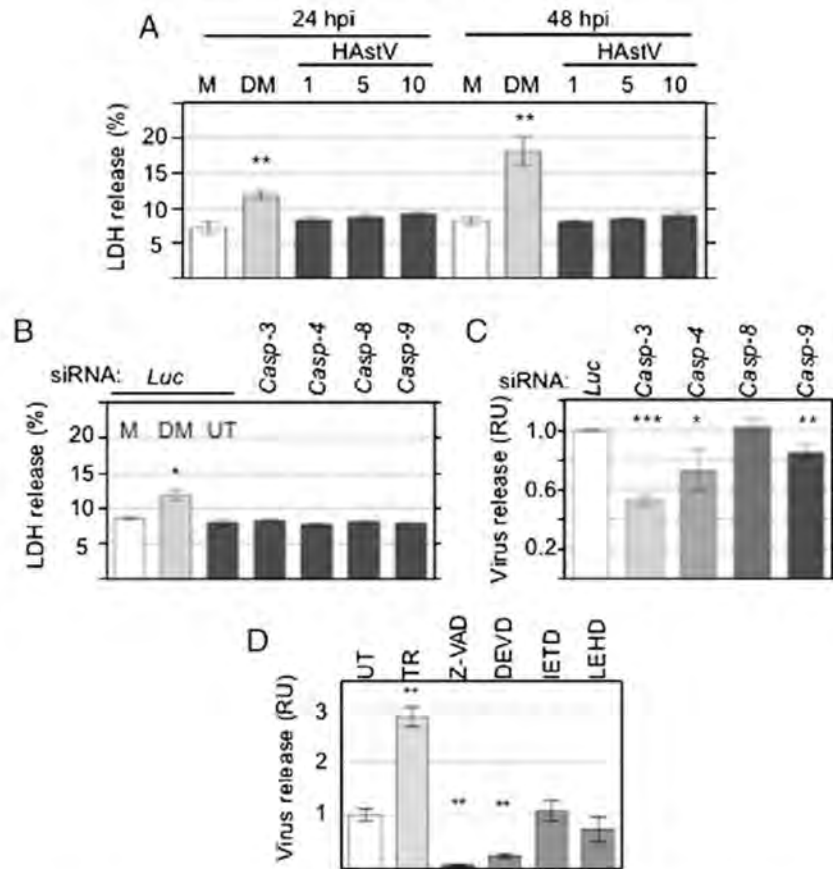 A
24 hpi 48 hpi
HAstV HAstV
M DM 1 5 10 M DM 1 5 10
LDH release (%)
20
15
10
5
** **
B
siRNA: Luc Casp-3 Casp-4 Casp-8 Casp-9
LDH release (%)
20
15
10
5
M DM UT
*
C
siRNA: Luc Casp-3 Casp-4 Casp-8 Casp-9
Virus release (RU)
1.0
0.6
0.2
*** * **
D
UT TR Z-VAD DEVD IETD LEHD
Virus release (RU)
3
2
1
** ** **